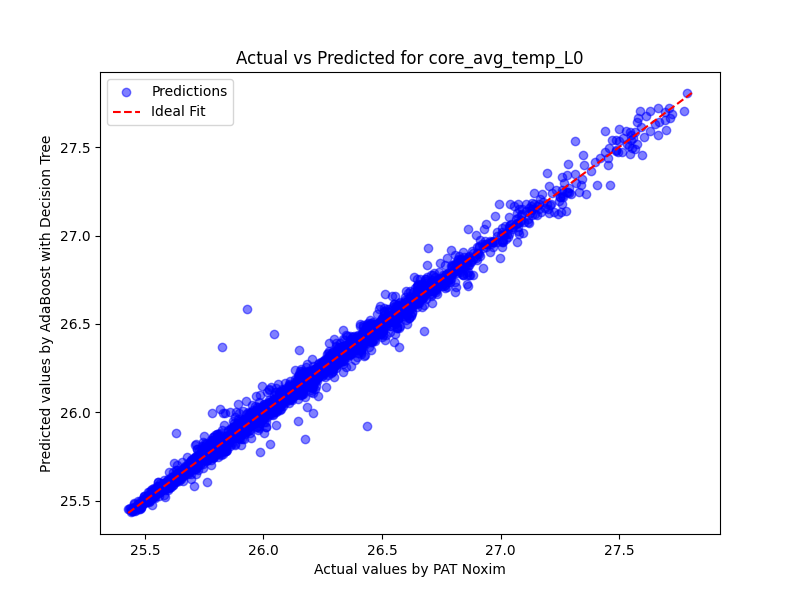 Actual vs Predicted for core_avg_temp_L0
Predictions
Ideal Fit
Predicted values by AdaBoost with Decision Tree
27.5
27.0
26.5
26.0
25.5
25.5 26.0 26.5 27.0 27.5
Actual values by PAT Noxim